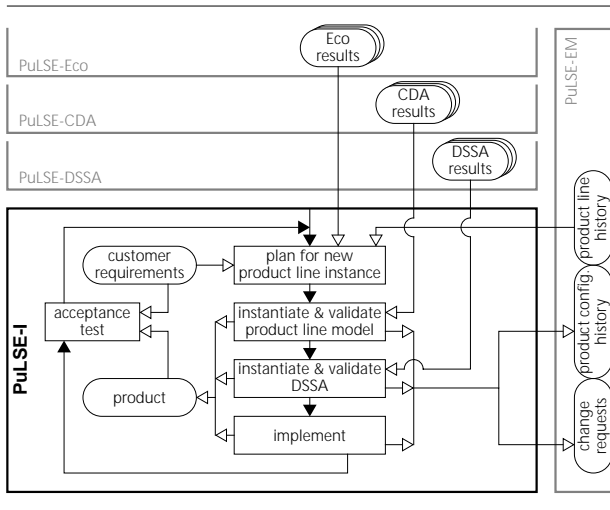 Eco
results
PuLSE-Eco
PuLSE-EM
CDA
results
PuLSE-CDA
DSSA
results
PuLSE-DSSA
product line
history
customer
requirements
plan for new
product line instance
product config.
history
acceptance
test
instantiate & validate
product line model
PuLSE-I
instantiate & validate
DSSA
product
change
requests
implement